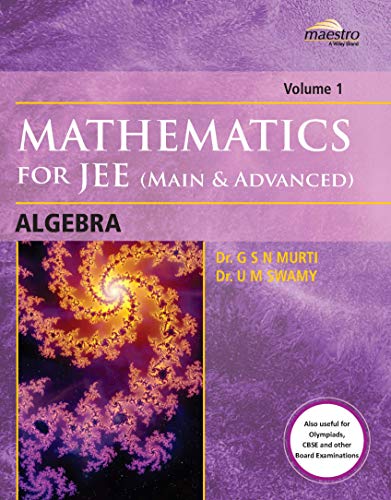 maestro
A Wiley Brand
Volume 1
MATHEMATICS
FOR JEE (MAIN & ADVANCED)
ALGEBRA
Dr. G S N MURTI
Dr. U M SWAMY
Also useful for
Olympiads,
CBSE and other
Board Examinations